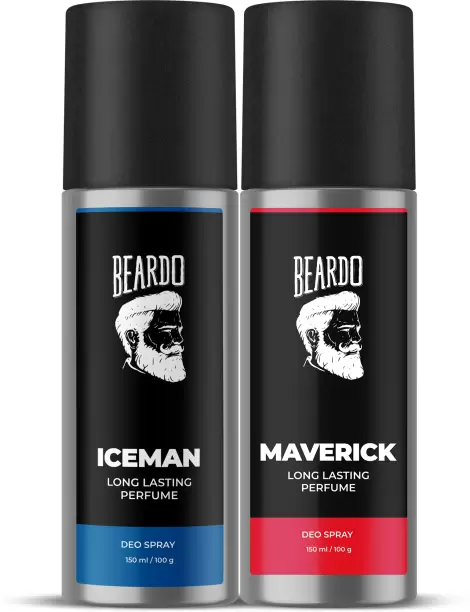 BEARDO
ICEMAN
LONG LASTING
PERFUME
DEO SPRAY
150 ml / 100 g
BEARDO
MAVERICK
LONG LASTING
PERFUME
DEO SPRAY
150 ml / 100 g